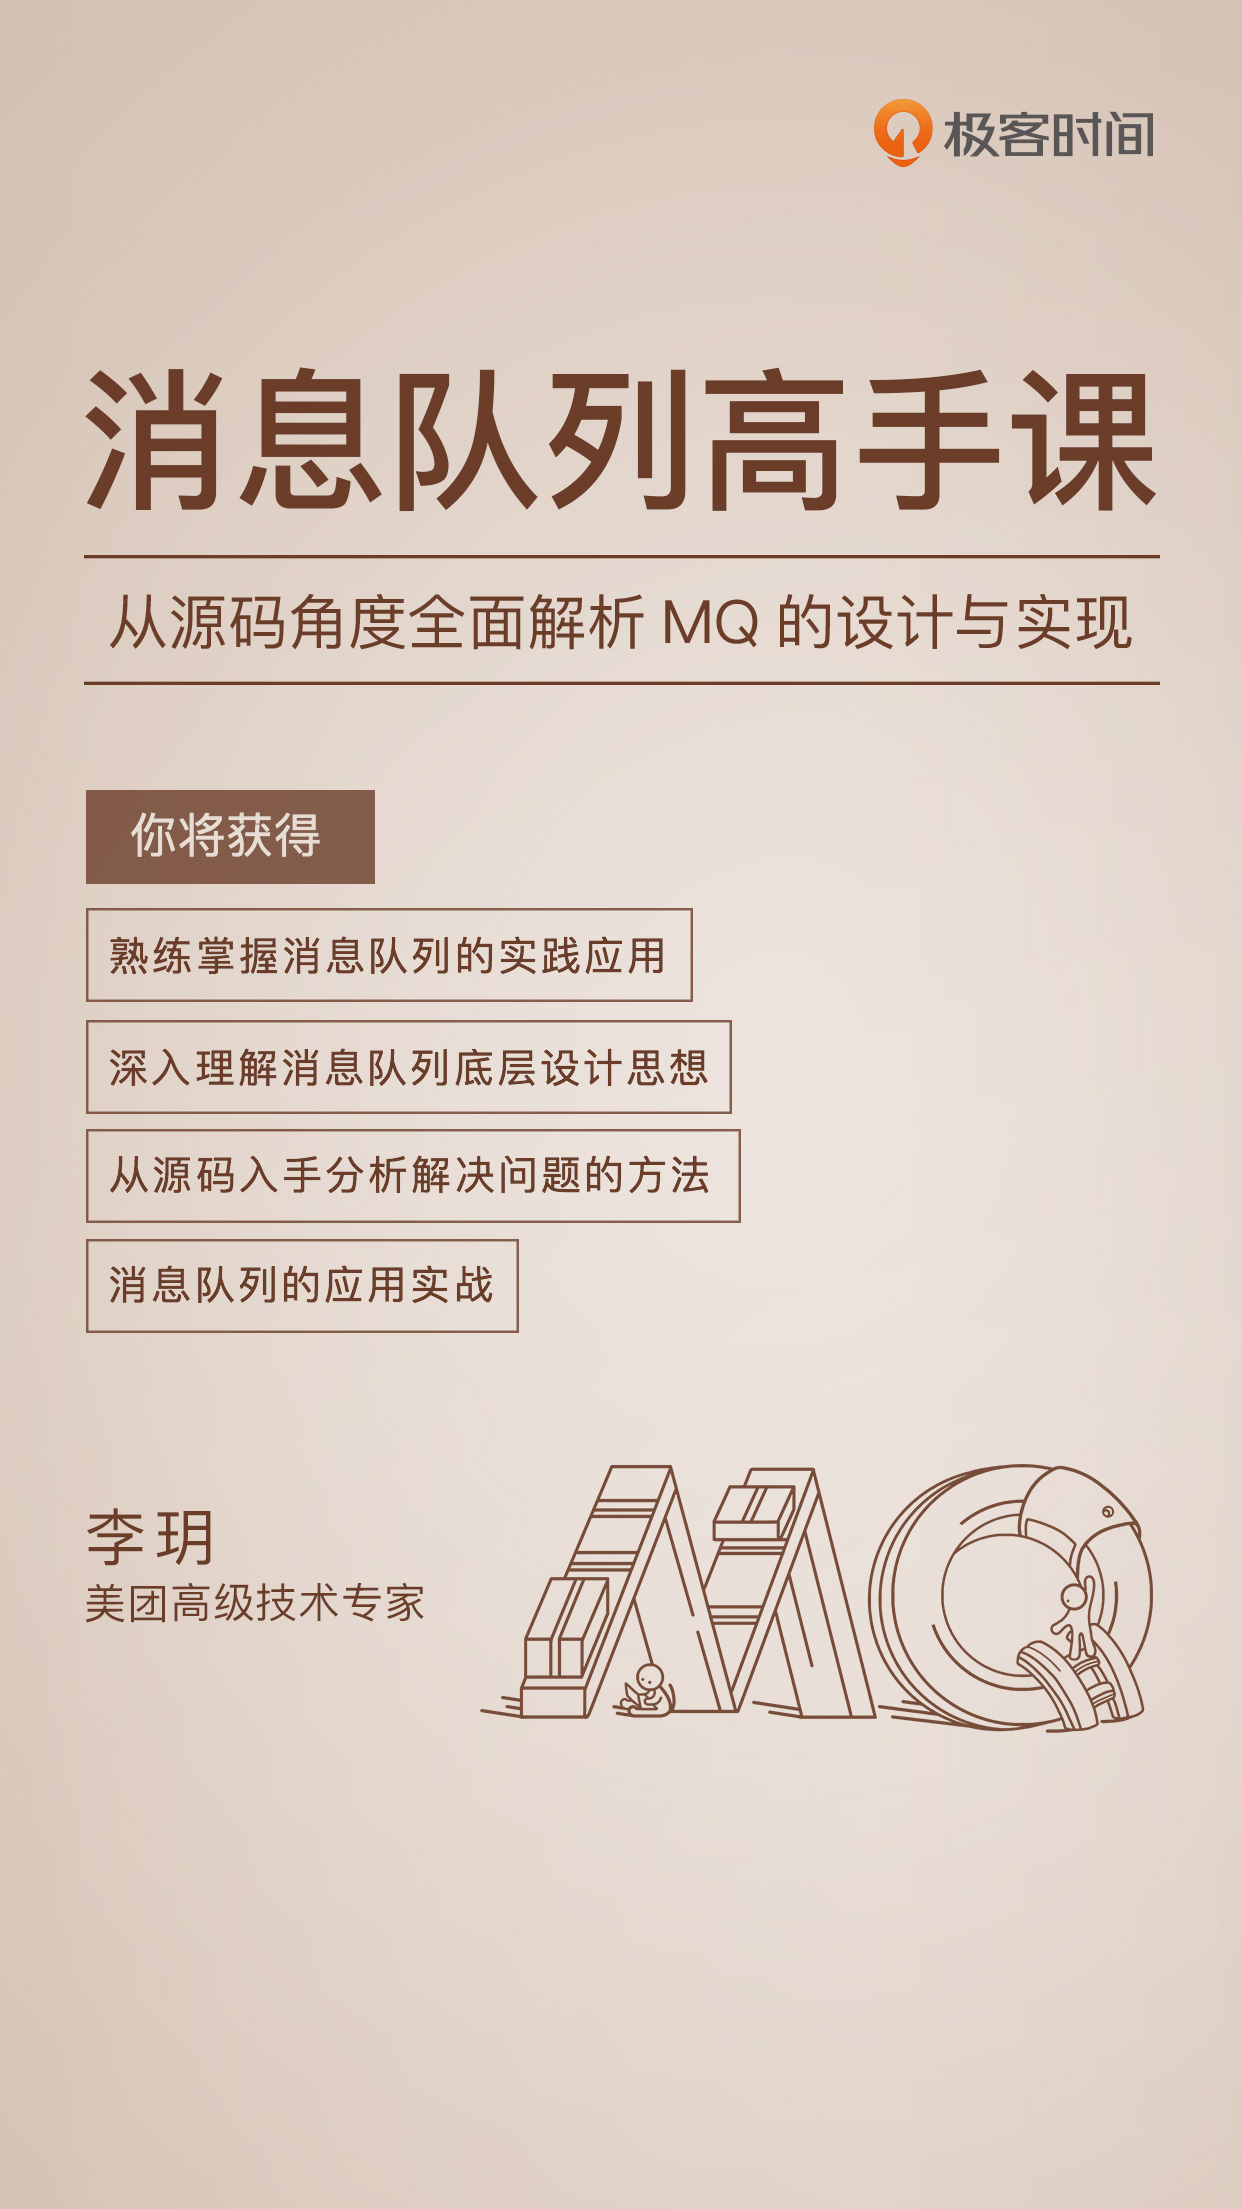 极客时间
消息队列高手课
从源码角度全面解析 MQ 的设计与实现
你将获得
熟练掌握消息队列的实践应用
深入理解消息队列底层设计思想
从源码入手分析解决问题的方法
消息队列的应用实战
李玥
美团高级技术专家
MQ